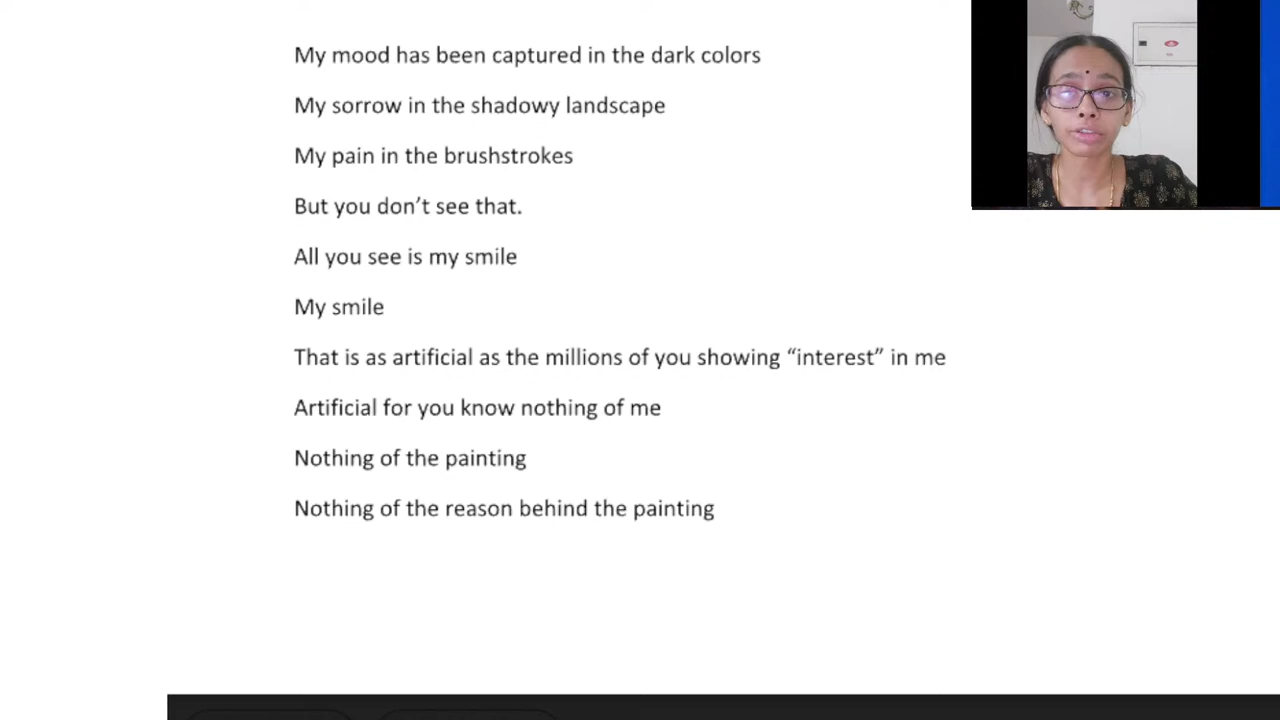 My mood has been captured in the dark colors
My sorrow in the shadowy landscape
My pain in the brushstrokes
But you don’t see that.
All you see is my smile
My smile
That is as artificial as the millions of you showing “interest” in me
Artificial for you know nothing of me
Nothing of the painting
Nothing of the reason behind the painting